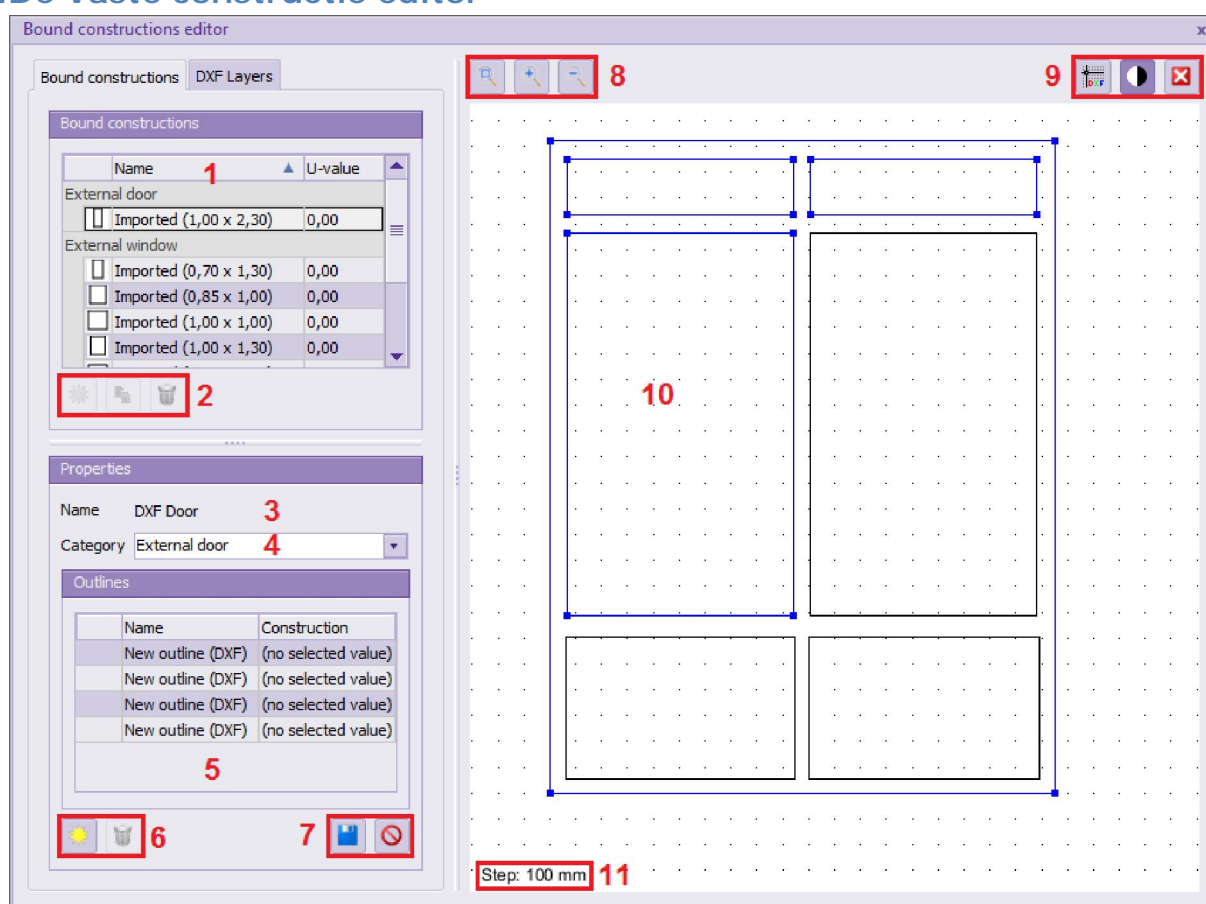 De vaste constructie editor
Bound constructions editor
x
Bound constructions
DXF Layers
8
9
DXF
Bound constructions
Name
1
U-value
External door
Imported (1,00 x 2,30)
0,00
External window
Imported (0,70 x 1,30)
0,00
Imported (0,85 x 1,00)
0,00
Imported (1,00 x 1,00)
0,00
Imported (1,00 x 1,30)
0,00
2
10
Properties
Name
DXF Door
3
Category
External door
4
Outlines
Name
Construction
New outline (DXF)
(no selected value)
New outline (DXF)
(no selected value)
New outline (DXF)
(no selected value)
New outline (DXF)
(no selected value)
5
6
7
Step: 100 mm
11